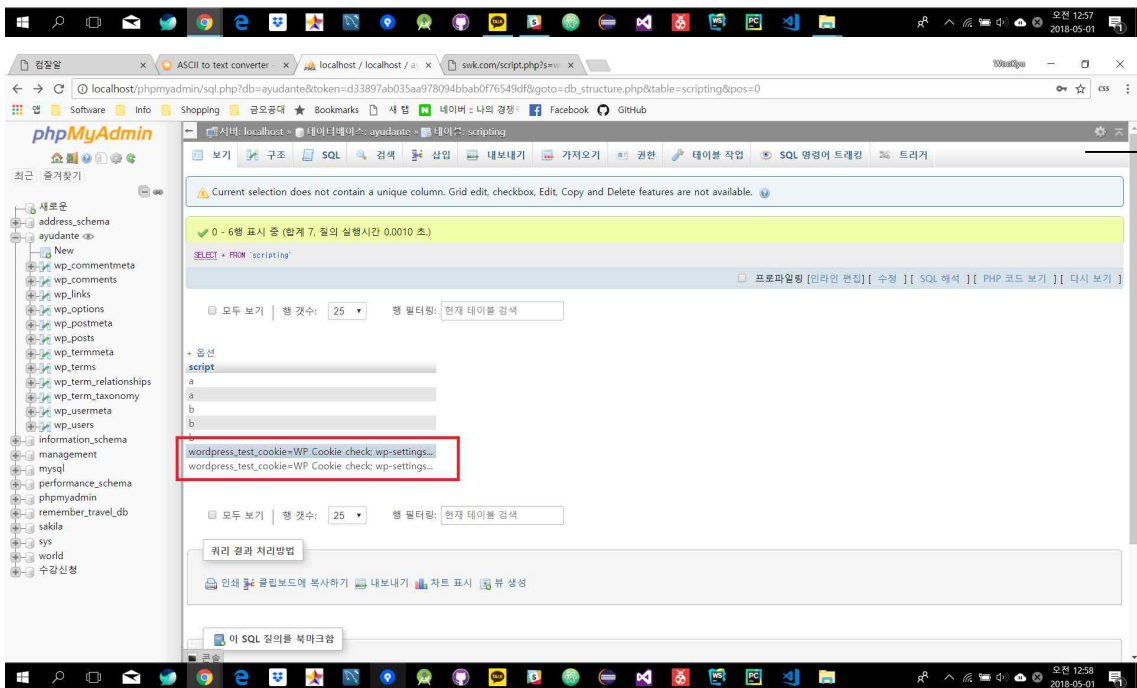 오전 12:57
2018-05-01
컴잘알
ASCII to text converter
localhost / localhost / ay
swk.com/script.php?s=w
WooKyu
localhost/phpmyadmin/sql.php?db=ayudante&token=d33897ab035aa978094bbab0f76549df&goto=db_structure.php&table=scripting&pos=0
css
앱 Software Info Shopping 금오공대 Bookmarks 새 탭 네이버 :: 나의 경쟁 Facebook GitHub
phpMyAdmin
최근 즐겨찾기
새로운
address_schema
ayudante
New
wp_commentmeta
wp_comments
wp_links
wp_options
wp_postmeta
wp_posts
wp_termmeta
wp_terms
wp_term_relationships
wp_term_taxonomy
wp_usermeta
wp_users
information_schema
management
mysql
performance_schema
phpmyadmin
remember_travel_db
sakila
sys
world
수강신청
서버: localhost » 데이터베이스: ayudante » 테이블: scripting
보기 구조 SQL 검색 삽입 내보내기 가져오기 권한 테이블 작업 SQL 명령어 트래킹 트리거
Current selection does not contain a unique column. Grid edit, checkbox, Edit, Copy and Delete features are not available.
0 - 6행 표시 중 (합계 7, 질의 실행시간 0.0010 초.)
SELECT * FROM `scripting`
프로파일링 [인라인 편집] [ 수정 ] [ SQL 해석 ] [ PHP 코드 보기 ] [ 다시 보기 ]
모두 보기 | 행 갯수: 25 행 필터링: 현재 테이블 검색
+ 옵션
script
a
a
b
b
b
wordpress_test_cookie=WP Cookie check; wp-settings...
wordpress_test_cookie=WP Cookie check; wp-settings...
모두 보기 | 행 갯수: 25 행 필터링: 현재 테이블 검색
쿼리 결과 처리방법
인쇄 클립보드에 복사하기 내보내기 차트 표시 뷰 생성
이 SQL 질의를 북마크함
콘솔
오전 12:58
2018-05-01